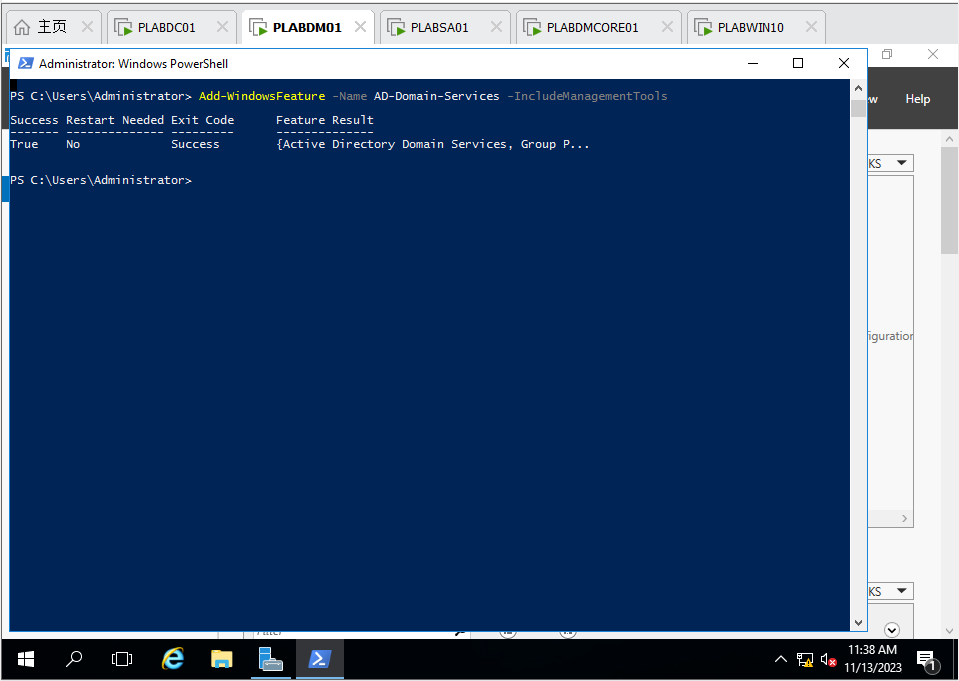 主页 PLABDC01 PLABDM01 PLABSA01 PLABDMCORE01 PLABWIN10
Administrator: Windows PowerShell
Help
PS C:\Users\Administrator> Add-WindowsFeature -Name AD-Domain-Services -IncludeManagementTools
Success Restart Needed Exit Code Feature Result
------- -------------- --------- --------------
True No Success {Active Directory Domain Services, Group P...
PS C:\Users\Administrator>
KS
iguration
KS
11:38 AM
11/13/2023
1